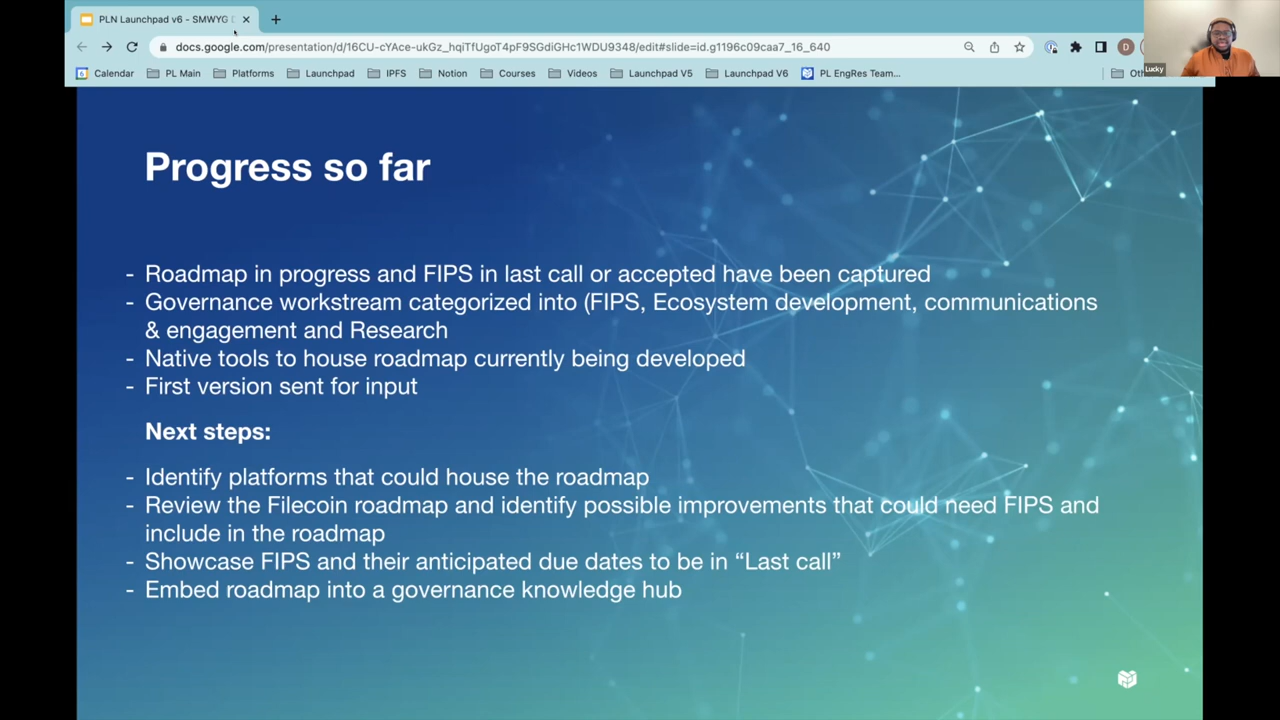 PLN Launchpad v6 - SMWYG
docs.google.com/presentation/d/16CU-cYAce-ukGz_hqiTfUgoT4pF9SGdiGHc1WDU9348/edit#slide=id.g1196c09caa7_16_640
D
Lucky
Calendar PL Main Platforms Launchpad IPFS Notion Courses Videos Launchpad V5 Launchpad V6 PL EngRes Team...
Progress so far
- Roadmap in progress and FIPS in last call or accepted have been captured
- Governance workstream categorized into (FIPS, Ecosystem development, communications
& engagement and Research
- Native tools to house roadmap currently being developed
- First version sent for input
Next steps:
- Identify platforms that could house the roadmap
- Review the Filecoin roadmap and identify possible improvements that could need FIPS and
include in the roadmap
- Showcase FIPS and their anticipated due dates to be in “Last call”
- Embed roadmap into a governance knowledge hub